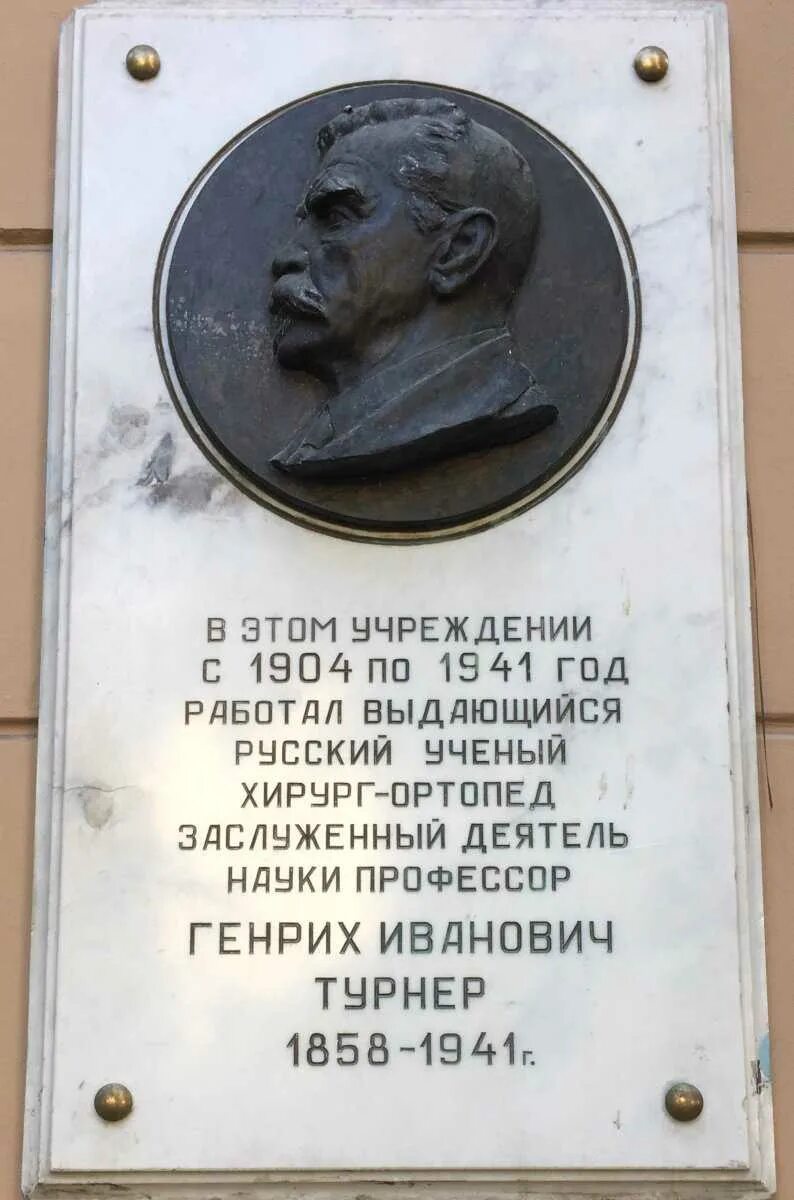 В ЭТОМ УЧРЕЖДЕНИИ
С 1904 ПО 1941 ГОД
РАБОТАЛ ВЫДАЮЩИЙСЯ
РУССКИЙ УЧЕНЫЙ
ХИРУРГ-ОРТОПЕД
ЗАСЛУЖЕННЫЙ ДЕЯТЕЛЬ
НАУКИ ПРОФЕССОР
ГЕНРИХ ИВАНОВИЧ
ТУРНЕР
1858-1941г.